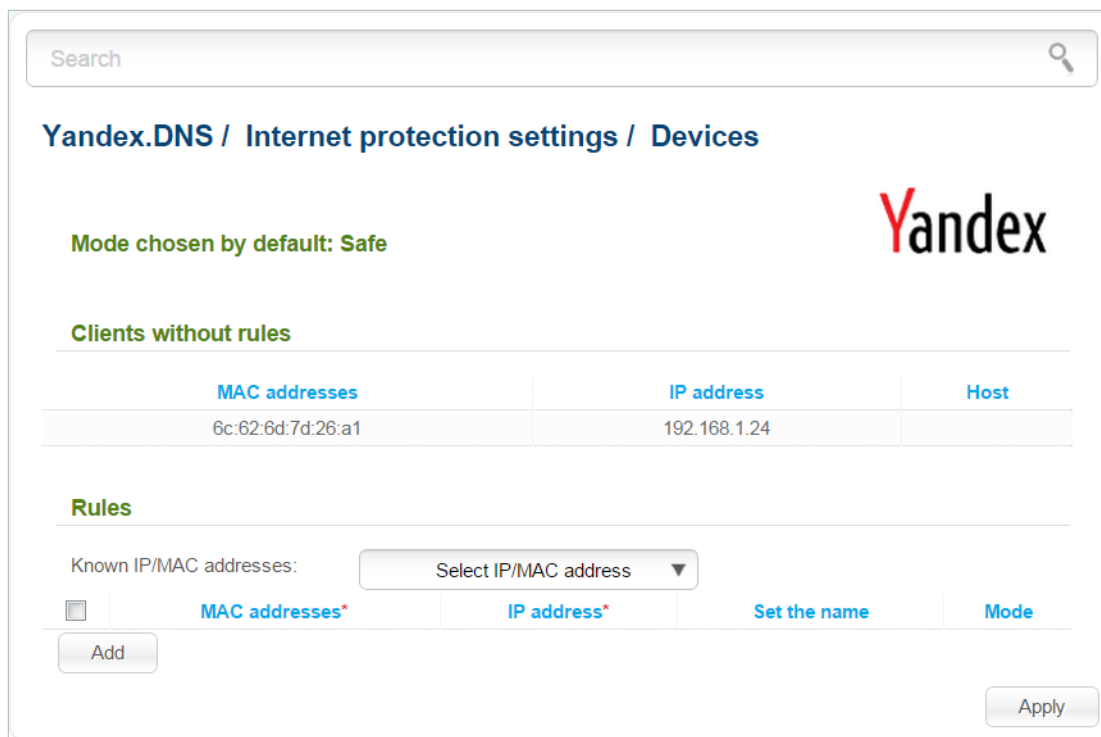 Search
Yandex.DNS / Internet protection settings / Devices
Yandex
Mode chosen by default: Safe
Clients without rules
MAC addresses IP address Host
6c:62:6d:7d:26:a1 192.168.1.24
Rules
Known IP/MAC addresses: Select IP/MAC address
MAC addresses* IP address* Set the name Mode
Add
Apply